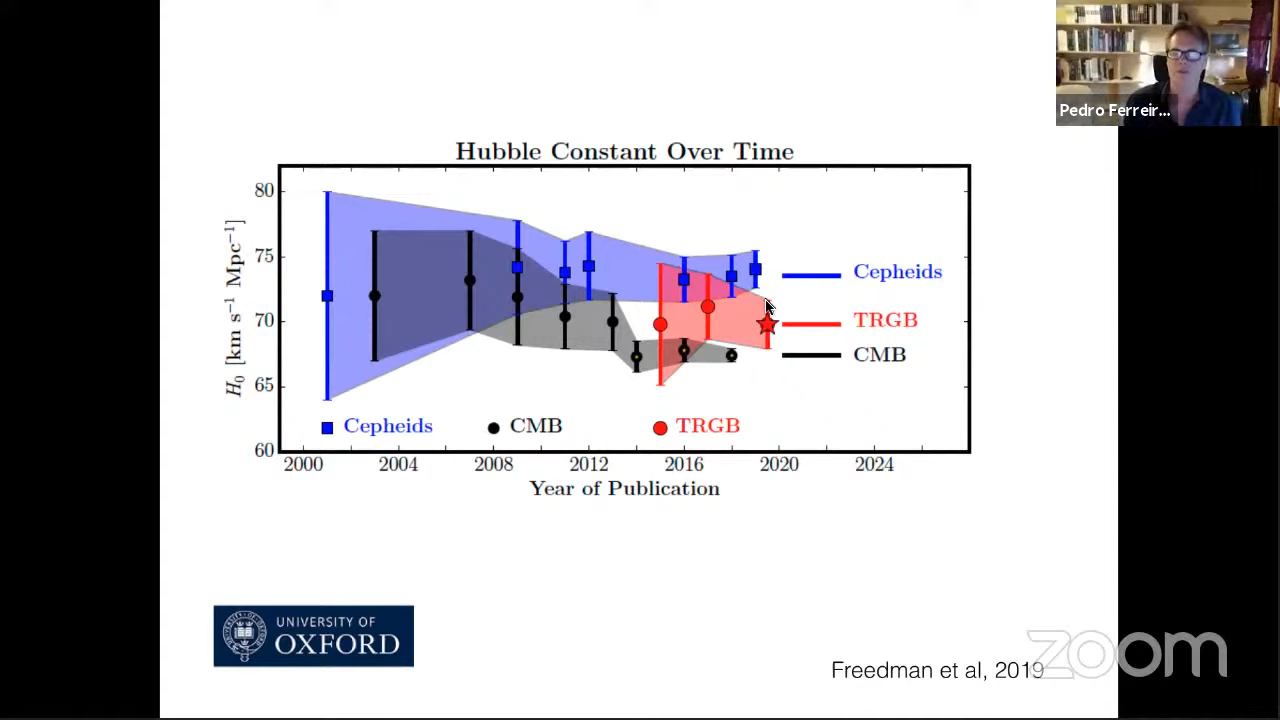 Pedro Ferreir...
Hubble Constant Over Time
80
75
70
65
60
H₀ [km s⁻¹ Mpc⁻¹]
Cepheids
TRGB
CMB
Cepheids CMB TRGB
2000 2004 2008 2012 2016 2020 2024
Year of Publication
UNIVERSITY OF
OXFORD
Freedman et al, 2019
zoom